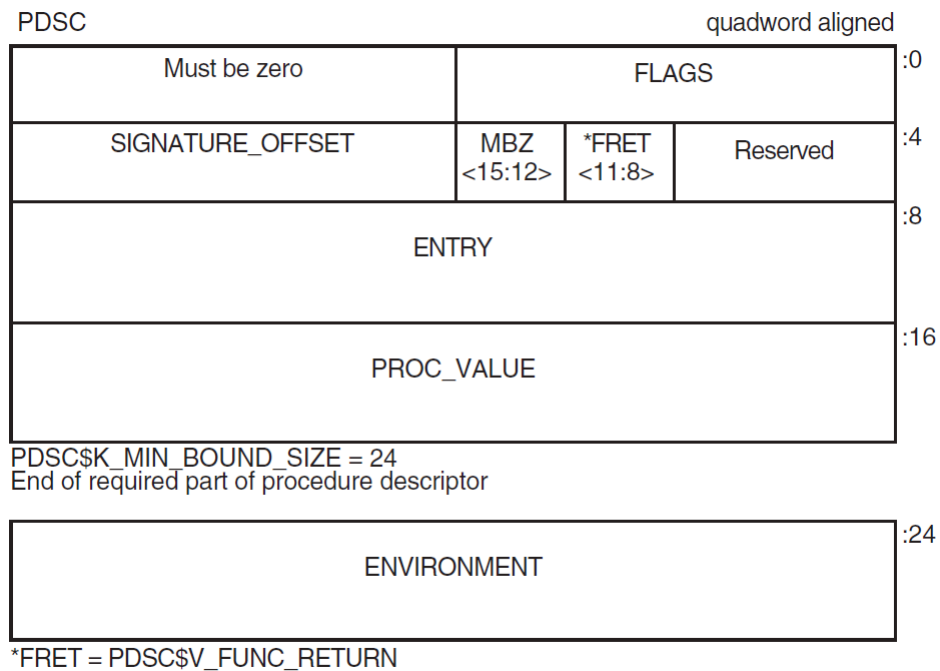 PDSC quadword aligned
Must be zero FLAGS :0
SIGNATURE_OFFSET MBZ *FRET Reserved :4
<15:12> <11:8>
:8
ENTRY
:16
PROC_VALUE
PDSC$K_MIN_BOUND_SIZE = 24
End of required part of procedure descriptor
:24
ENVIRONMENT
*FRET = PDSC$V_FUNC_RETURN